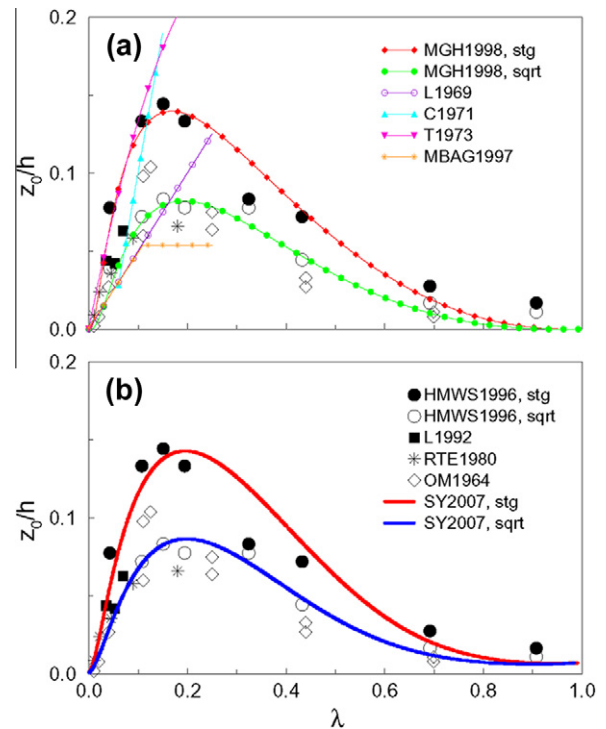 0.2
(a)
MGH1998, stg
MGH1998, sqrt
L1969
C1971
T1973
MBAG1997
z₀/h
0.1
0.0
0.2
(b)
HMWS1996, stg
HMWS1996, sqrt
L1992
RTE1980
OM1964
SY2007, stg
SY2007, sqrt
z₀/h
0.1
0.0
0.0 0.2 0.4 0.6 0.8 1.0
λ